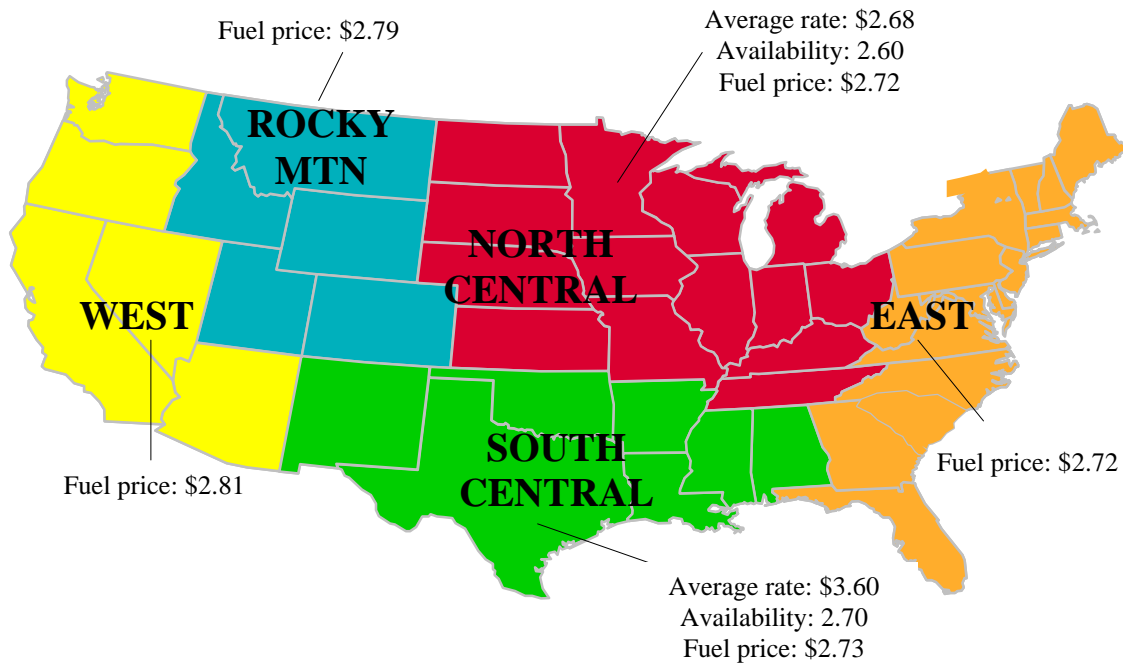 Fuel price: $2.79
Average rate: $2.68
Availability: 2.60
Fuel price: $2.72
ROCKY
MTN
NORTH
CENTRAL
WEST
EAST
SOUTH
CENTRAL
Fuel price: $2.81
Fuel price: $2.72
Average rate: $3.60
Availability: 2.70
Fuel price: $2.73